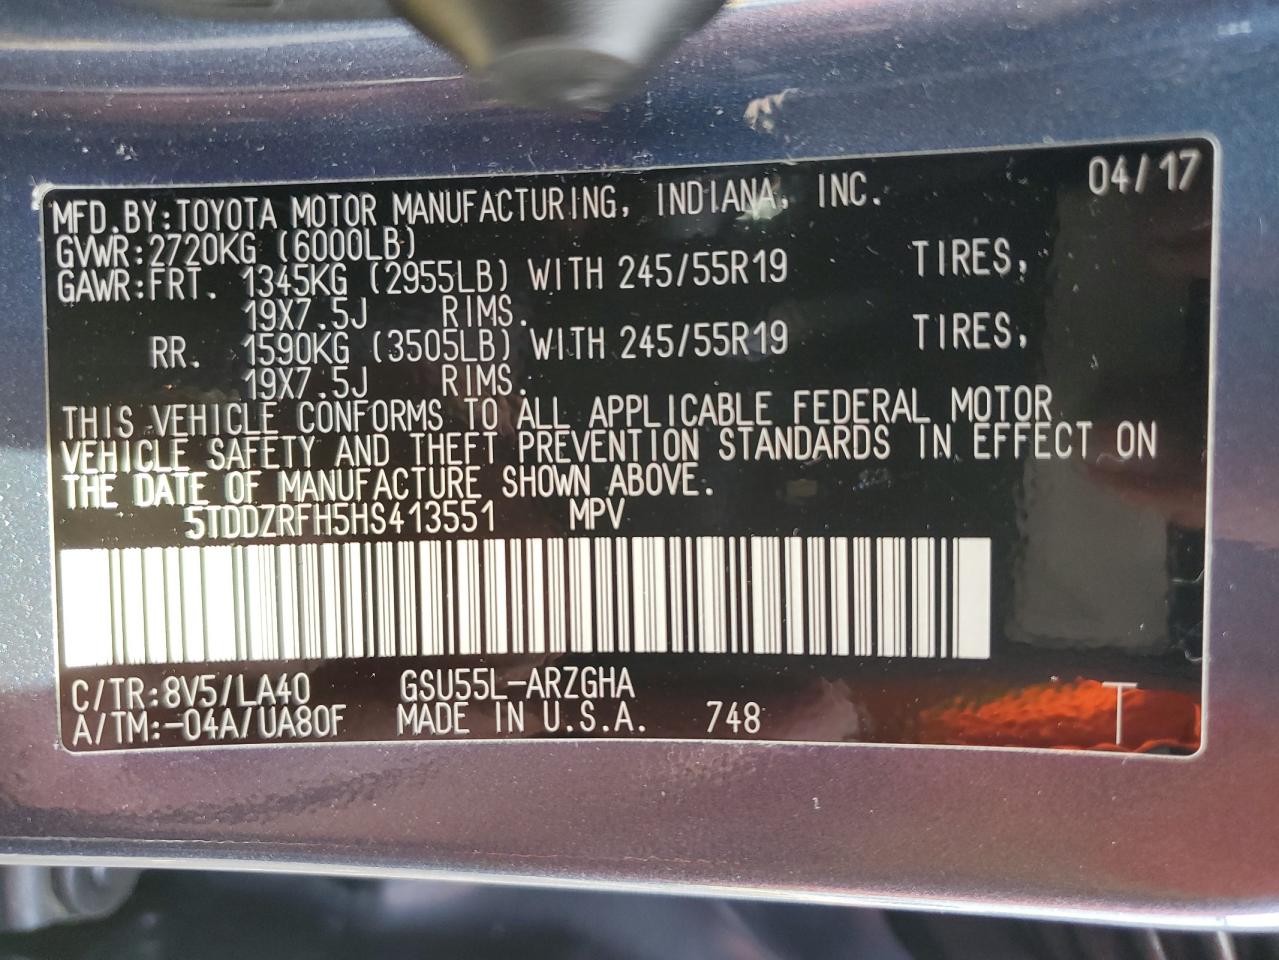 04/17
MFD.BY:TOYOTA MOTOR MANUFACTURING, INDIANA, INC.
GVWR:2720KG (6000LB)
GAWR:FRT. 1345KG (2955LB) WITH 245/55R19 TIRES,
19X7.5J RIMS.
RR. 1590KG (3505LB) WITH 245/55R19 TIRES,
19X7.5J RIMS.
THIS VEHICLE CONFORMS TO ALL APPLICABLE FEDERAL MOTOR
VEHICLE SAFETY AND THEFT PREVENTION STANDARDS IN EFFECT ON
THE DATE OF MANUFACTURE SHOWN ABOVE.
5TDDZRFH5HS413551 MPV
C/TR:8V5/LA40 GSU55L-ARZGHA
A/TM:-04A/UA80F MADE IN U.S.A. 748 T